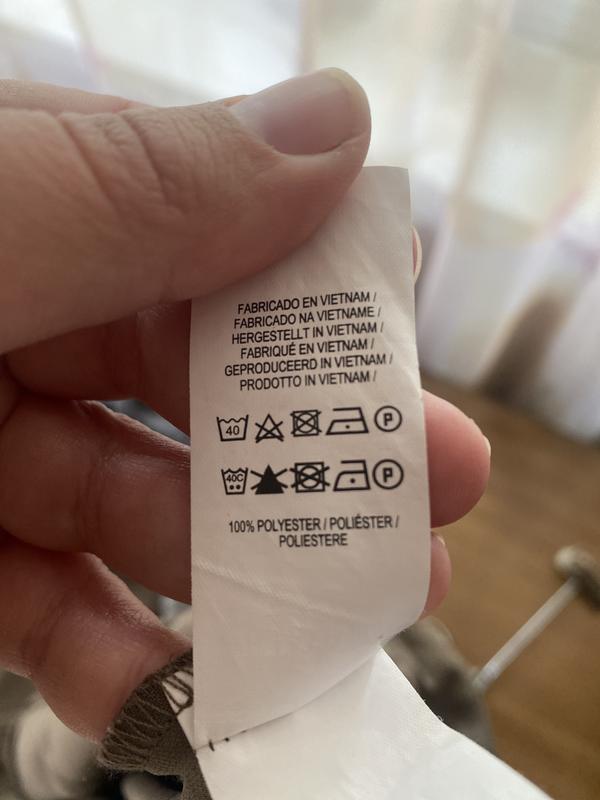 FABRICADO EN VIETNAM /
FABRICADO NA VIETNAME /
HERGESTELLT IN VIETNAM /
FABRIQUÉ EN VIETNAM /
GEPRODUCEERD IN VIETNAM /
PRODOTTO IN VIETNAM /
40 P
40C P
100% POLYESTER / POLIÉSTER /
POLIESTERE